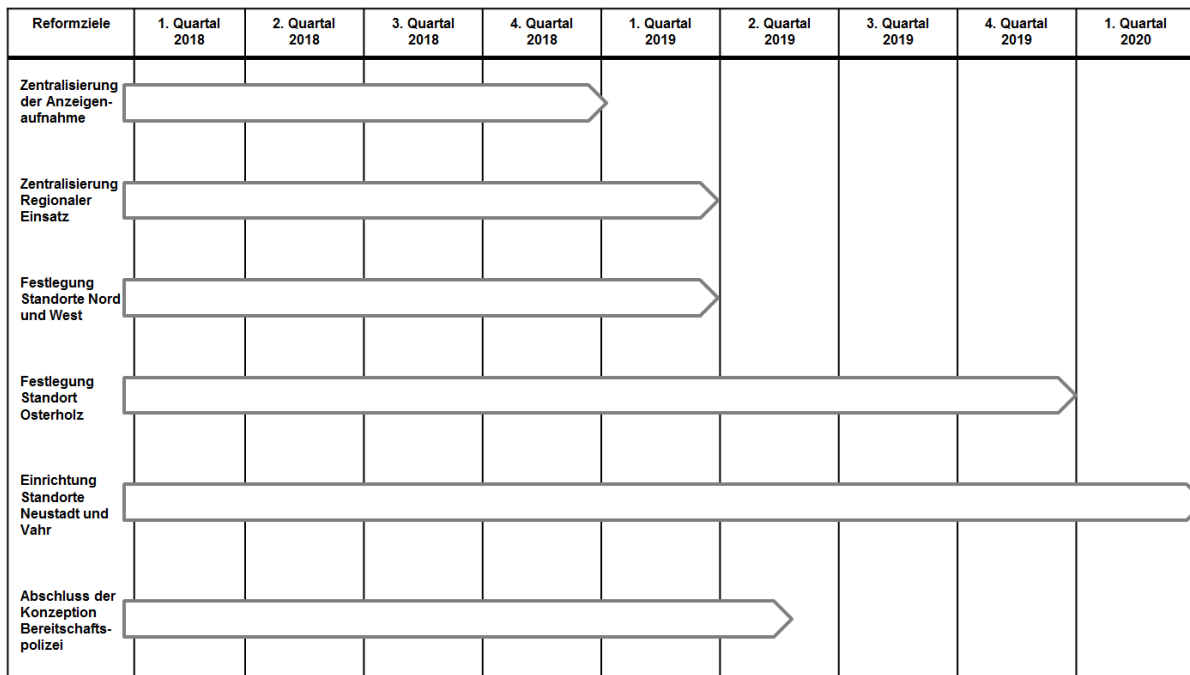 Reformziele
1. Quartal
2018
2. Quartal
2018
3. Quartal
2018
4. Quartal
2018
1. Quartal
2019
2. Quartal
2019
3. Quartal
2019
4. Quartal
2019
1. Quartal
2020
Zentralisierung
der Anzeigen-
aufnahme
Zentralisierung
Regionaler
Einsatz
Festlegung
Standorte Nord
und West
Festlegung
Standort
Osterholz
Einrichtung
Standorte
Neustadt und
Vahr
Abschluss der
Konzeption
Bereitschafts-
polizei